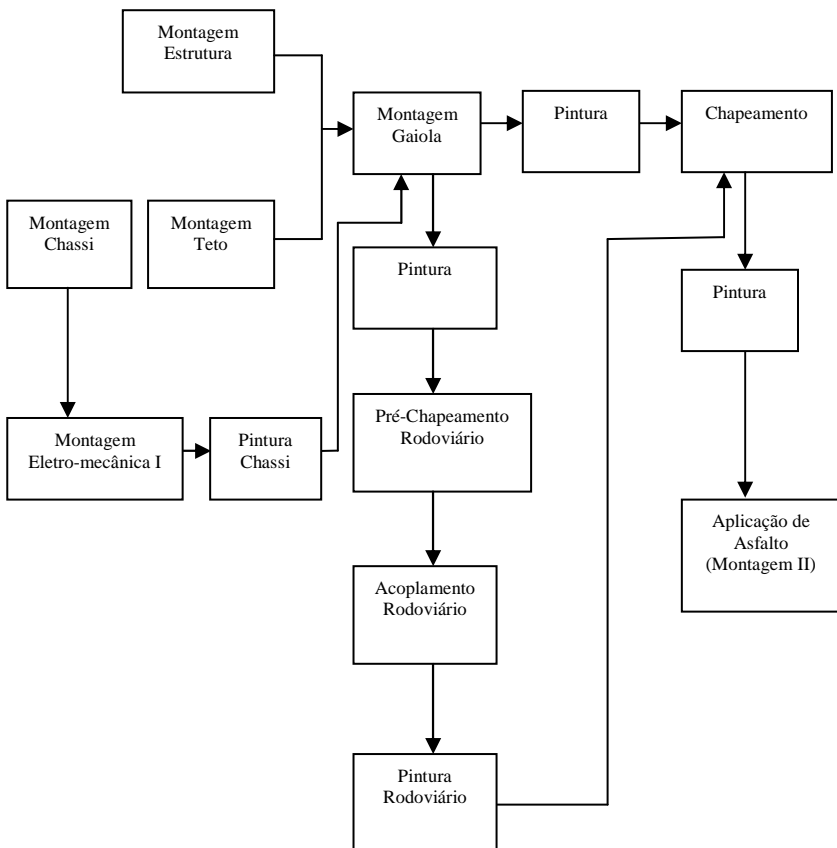 Montagem
Estrutura
Montagem
Gaiola
Pintura
Chapeamento
Montagem
Chassi
Montagem
Teto
Pintura
Pintura
Montagem
Eletro-mecânica I
Pintura
Chassi
Pré-Chapeamento
Rodoviário
Aplicação de
Asfalto
(Montagem II)
Acoplamento
Rodoviário
Pintura
Rodoviário